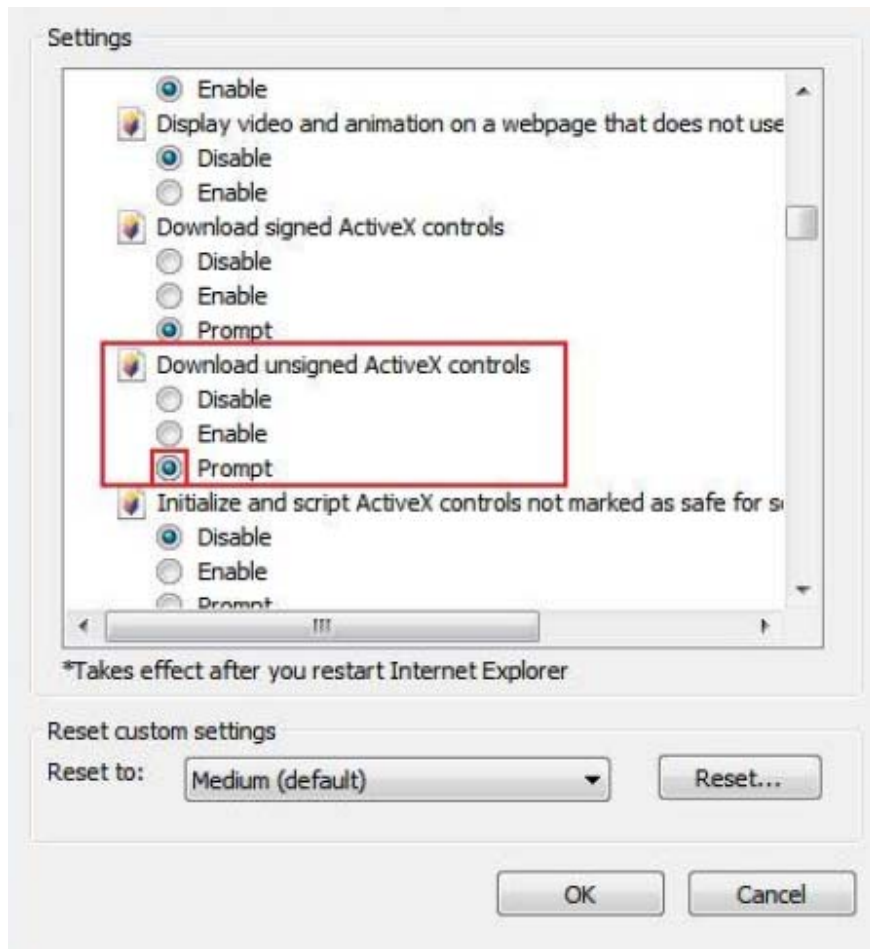 Settings
Enable
Display video and animation on a webpage that does not use
Disable
Enable
Download signed ActiveX controls
Disable
Enable
Prompt
Download unsigned ActiveX controls
Disable
Enable
Prompt
Initialize and script ActiveX controls not marked as safe for s
Disable
Enable
Prompt
*Takes effect after you restart Internet Explorer
Reset custom settings
Reset to:
Medium (default)
Reset...
OK
Cancel